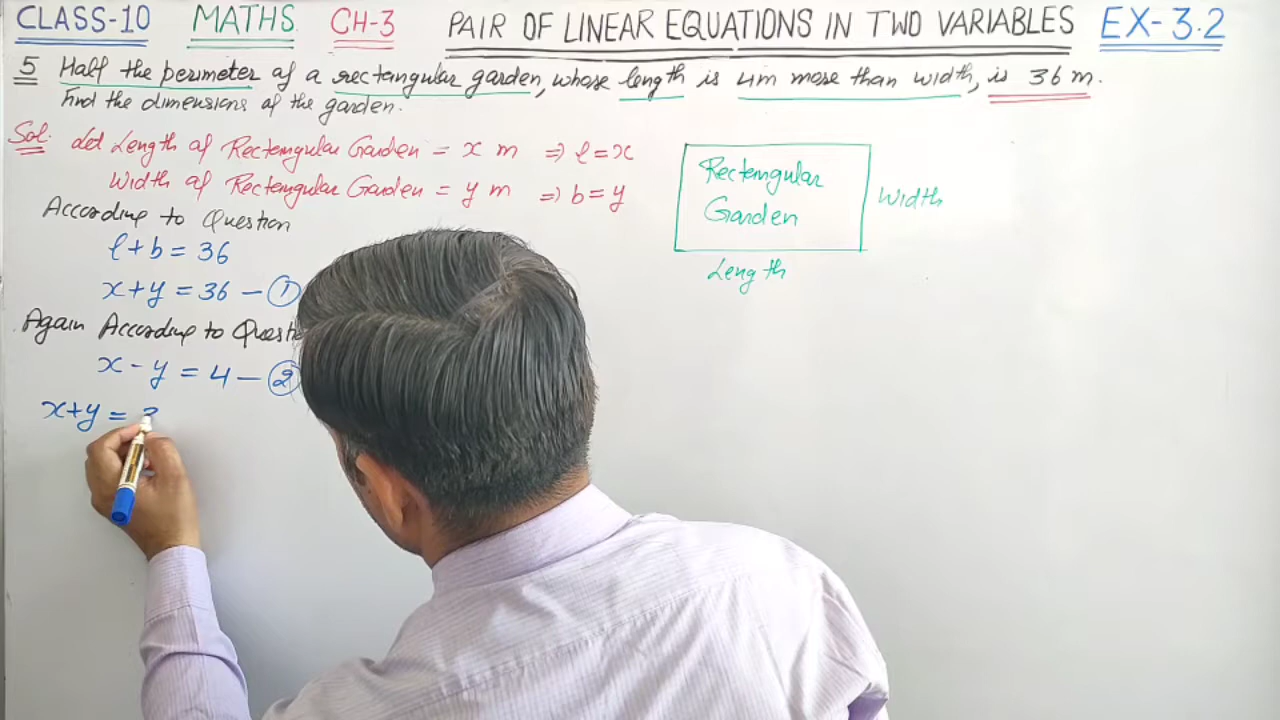 CLASS-10 MATHS CH-3 PAIR OF LINEAR EQUATIONS IN TWO VARIABLES EX-3.2
5 Half the perimeter of a rectangular garden, whose length is 4m more than width, is 36 m.
Find the dimensions of the garden.
Sol. Let Length of Rectangular Garden = x m ⇒ l = x
Width of Rectangular Garden = y m ⇒ b = y
According to Question
l + b = 36
x + y = 36 – ①
Again According to
x - y = 4 – ②
x + y =
Rectangular
Garden
Width
Length